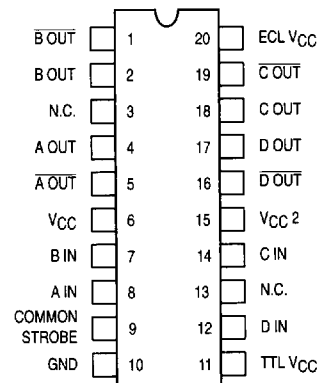 B OUT 1 20 ECL VCC
B OUT 2 19 C OUT
N.C. 3 18 C OUT
A OUT 4 17 D OUT
A OUT 5 16 D OUT
VCC 6 15 VCC 2
B IN 7 14 C IN
A IN 8 13 N.C.
COMMON
STROBE 9 12 D IN
GND 10 11 TTL VCC